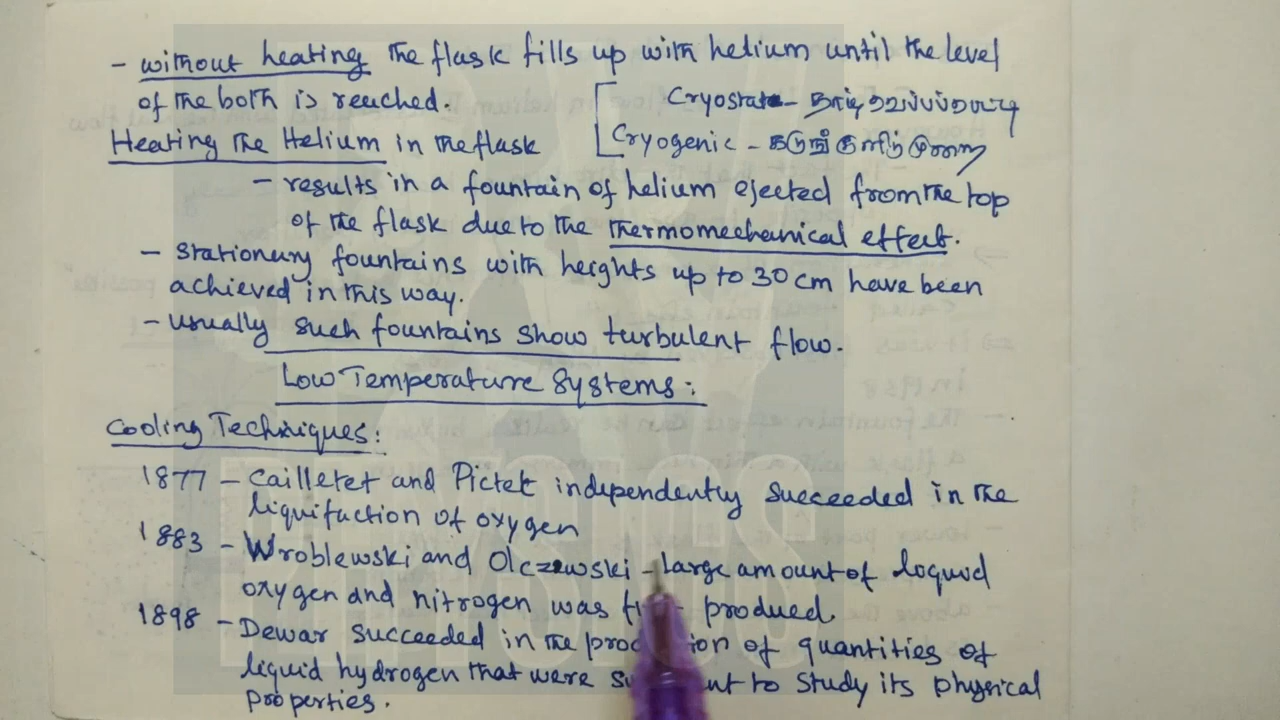 - without heating the flask fills up with helium until the level
of the both is reached.
Cryostat -
Heating the Helium in the flask
Cryogenic - கடுங் குளிர் முறை
- results in a fountain of helium ejected from the top
of the flask due to the thermomechanical effect.
- stationary fountains with heights up to 30 cm have been
achieved in this way.
- usually such fountains show turbulent flow.
Low Temperature Systems:
Cooling Techniques:
1877 - Cailletet and Pictet independently succeeded in the
liquifaction of oxygen
1883 - Wroblewski and Olczewski - large amount of loquid
oxygen and nitrogen was produced.
1898 - Dewar succeeded in the of quantities of
liquid hydrogen that were to study its physical
properties.
PHYSICS